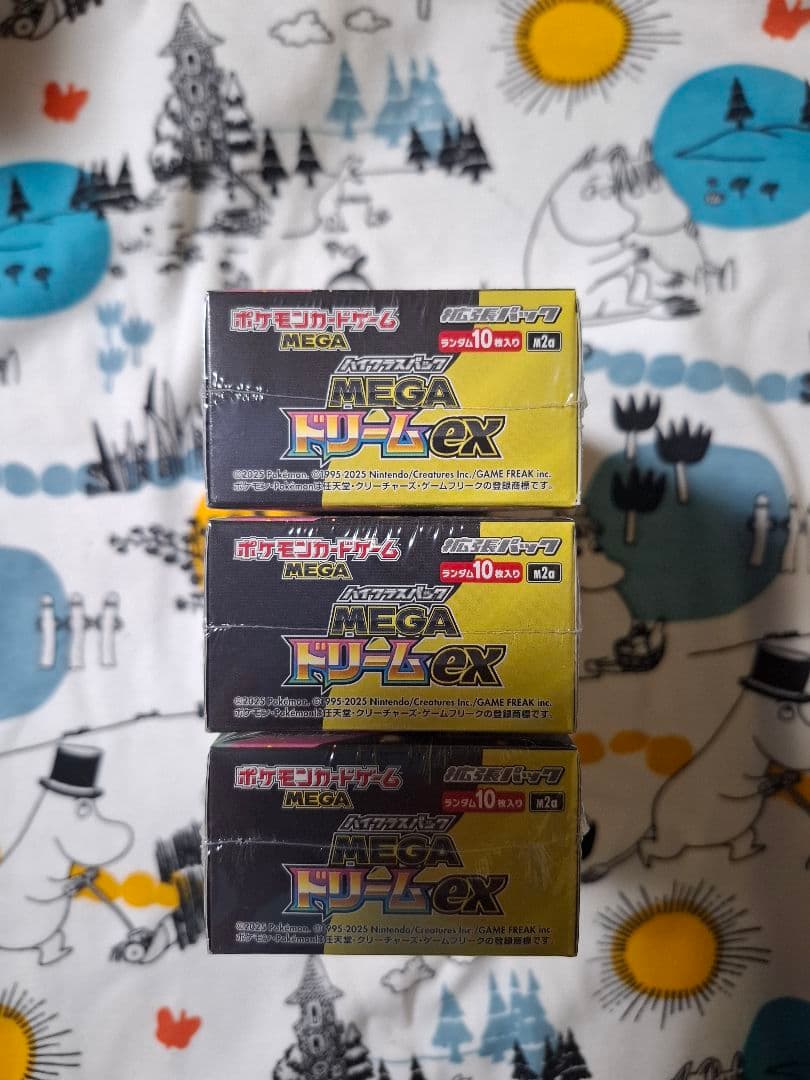 ポケモンカードゲーム
MEGA
拡張パック
ランダム10枚入り M2a
ハイクラスパック
MEGA
ドリームex
©2025 Pokémon. ©1995-2025 Nintendo/Creatures Inc./GAME FREAK inc.
ポケモン・Pokémonは任天堂・クリーチャーズ・ゲームフリークの登録商標です。
ポケモンカードゲーム
MEGA
拡張パック
ランダム10枚入り M2a
ハイクラスパック
MEGA
ドリームex
©2025 Pokémon. ©1995-2025 Nintendo/Creatures Inc./GAME FREAK inc.
ポケモン・Pokémonは任天堂・クリーチャーズ・ゲームフリークの登録商標です。
ポケモンカードゲーム
MEGA
拡張パック
ランダム10枚入り M2a
ハイクラスパック
MEGA
ドリームex
©2025 Pokémon. ©1995-2025 Nintendo/Creatures Inc./GAME FREAK inc.
ポケモン・Pokémonは任天堂・クリーチャーズ・ゲームフリークの登録商標です。